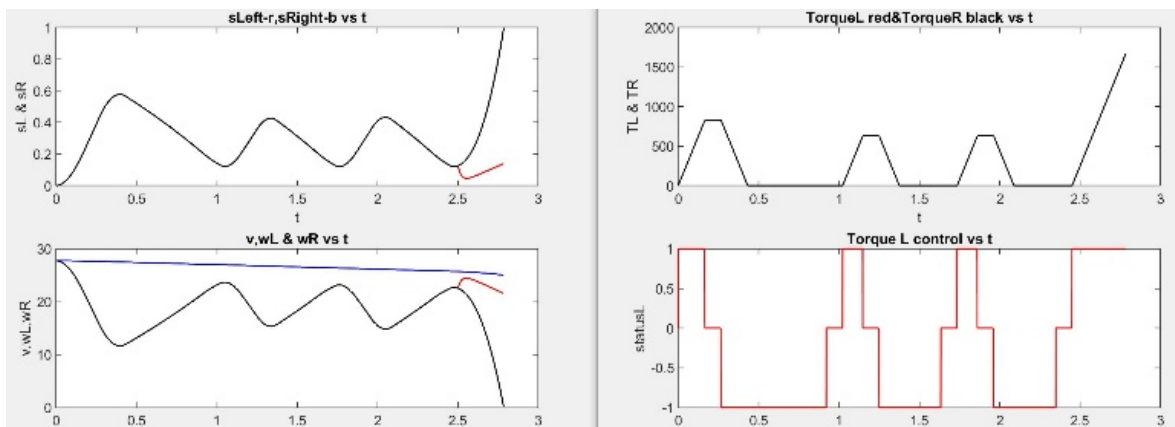 sLeft-r,sRight-b vs t
1
0.8
0.6
0.4
0.2
0
sL & sR
0 0.5 1 1.5 2 2.5 3
t
TorqueL red&TorqueR black vs t
2000
1500
1000
500
0
TL & TR
0 0.5 1 1.5 2 2.5 3
t
v,wL & wR vs t
30
20
10
0
v,wL,wR
0 0.5 1 1.5 2 2.5 3
Torque L control vs t
1
0.5
0
-0.5
-1
statusL
0 0.5 1 1.5 2 2.5 3